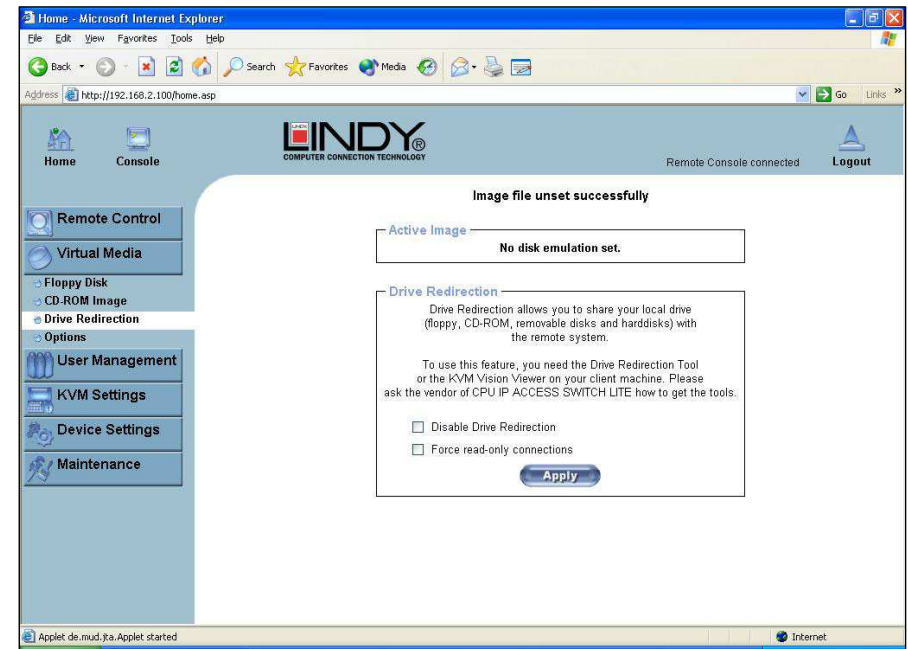 Home - Microsoft Internet Explorer
File Edit View Favorites Tools Help
Back Search Favorites Media
Address http://192.168.2.100/home.asp Go Links »
Home Console
LINDY®
COMPUTER CONNECTION TECHNOLOGY
Remote Console connected Logout
Image file unset successfully
Remote Control
Virtual Media
Floppy Disk
CD-ROM Image
Drive Redirection
Options
User Management
KVM Settings
Device Settings
Maintenance
Active Image
No disk emulation set.
Drive Redirection
Drive Redirection allows you to share your local drive
(floppy, CD-ROM, removable disks and harddisks) with
the remote system.
To use this feature, you need the Drive Redirection Tool
or the KVM Vision Viewer on your client machine. Please
ask the vendor of CPU IP ACCESS SWITCH LITE how to get the tools.
Disable Drive Redirection
Force read-only connections
Apply
Applet de.mud.jta.Applet started Internet